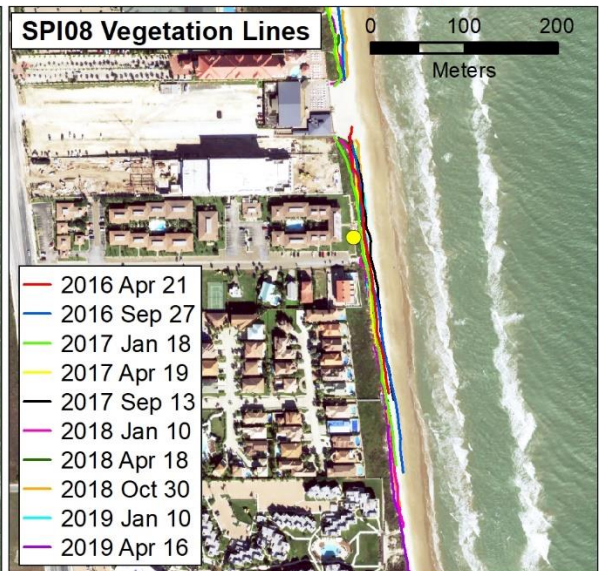 SPI08 Vegetation Lines
0 100 200
Meters
2016 Apr 21
2016 Sep 27
2017 Jan 18
2017 Apr 19
2017 Sep 13
2018 Jan 10
2018 Apr 18
2018 Oct 30
2019 Jan 10
2019 Apr 16